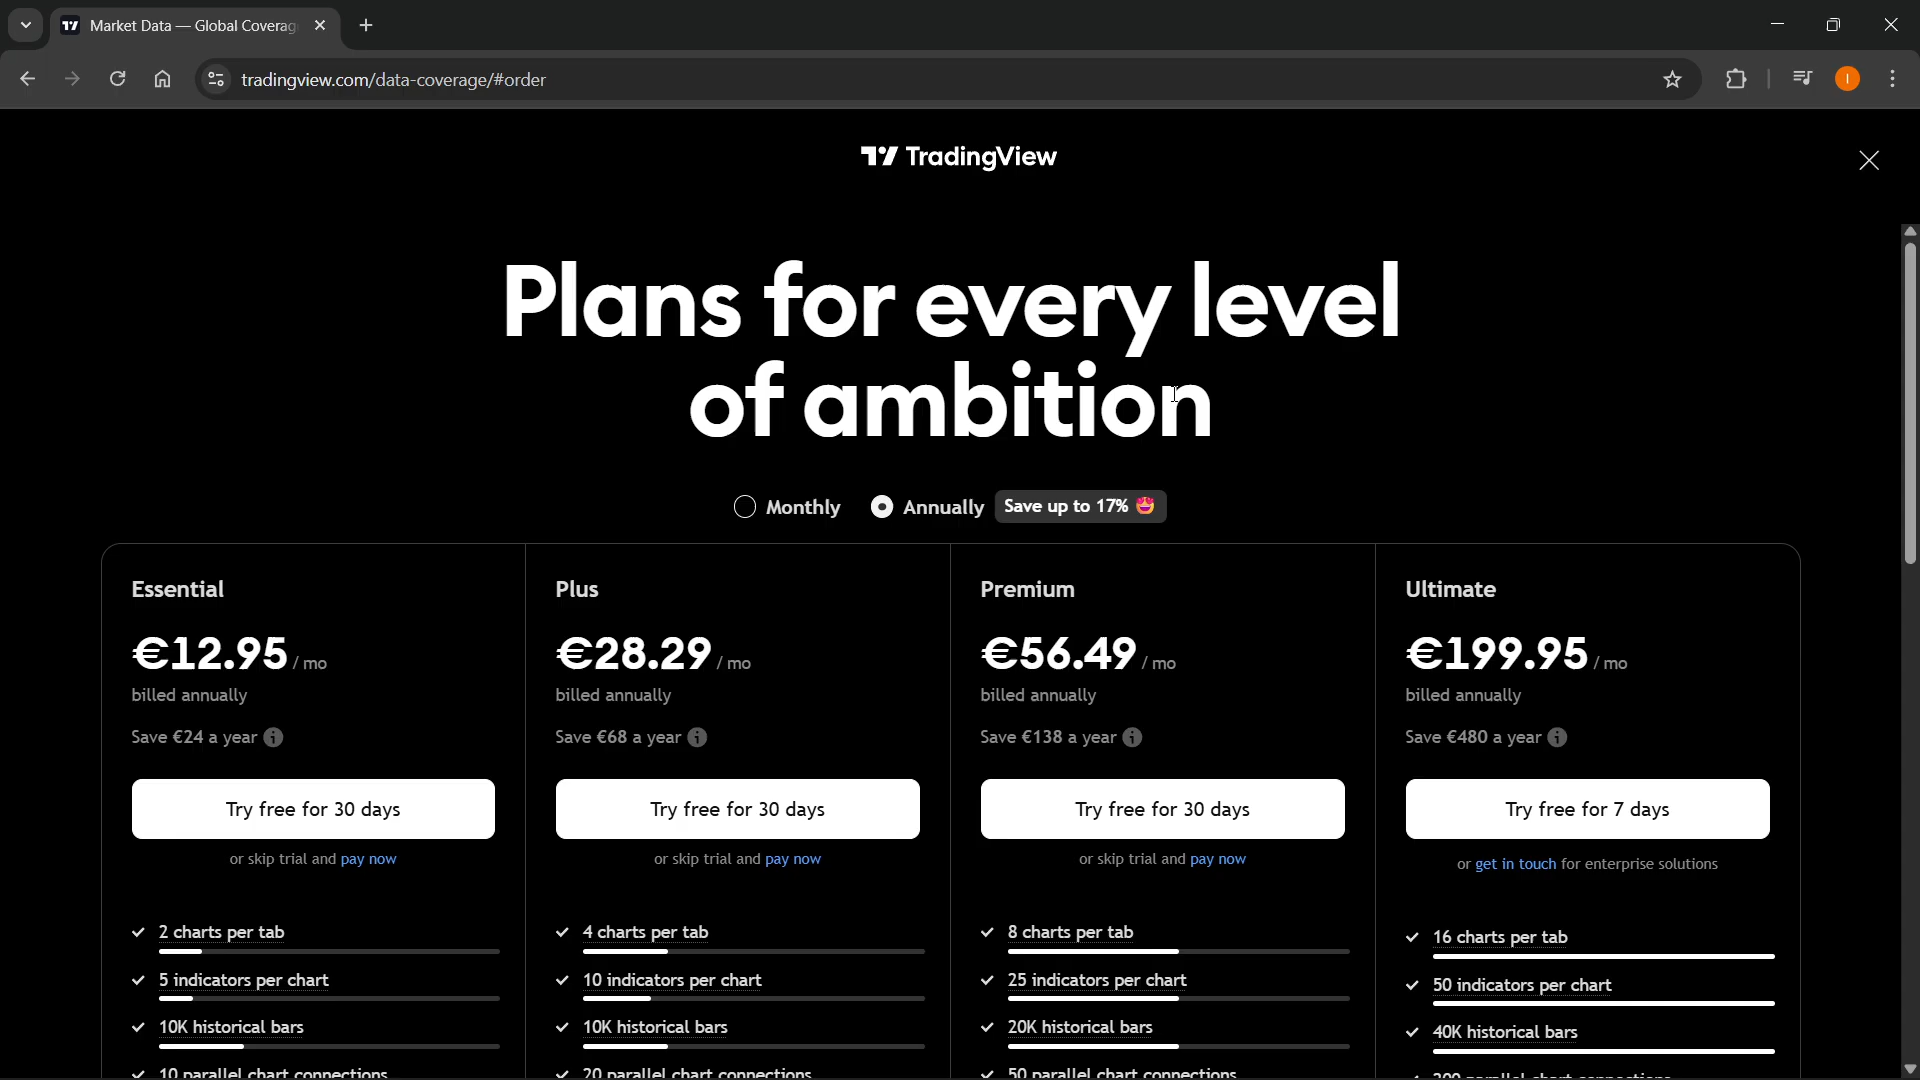 Market Data — Global Coverag
tradingview.com/data-coverage/#order
I
TradingView
Plans for every level
of ambition
Monthly
Annually
Save up to 17% 🤩
Essential
€12.95 / mo
billed annually
Save €24 a year
Try free for 30 days
or skip trial and pay now
2 charts per tab
5 indicators per chart
10K historical bars
10 parallel chart connections
Plus
€28.29 / mo
billed annually
Save €68 a year
Try free for 30 days
or skip trial and pay now
4 charts per tab
10 indicators per chart
10K historical bars
20 parallel chart connections
Premium
€56.49 / mo
billed annually
Save €138 a year
Try free for 30 days
or skip trial and pay now
8 charts per tab
25 indicators per chart
20K historical bars
50 parallel chart connections
Ultimate
€199.95 / mo
billed annually
Save €480 a year
Try free for 7 days
or get in touch for enterprise solutions
16 charts per tab
50 indicators per chart
40K historical bars
200 parallel chart connections